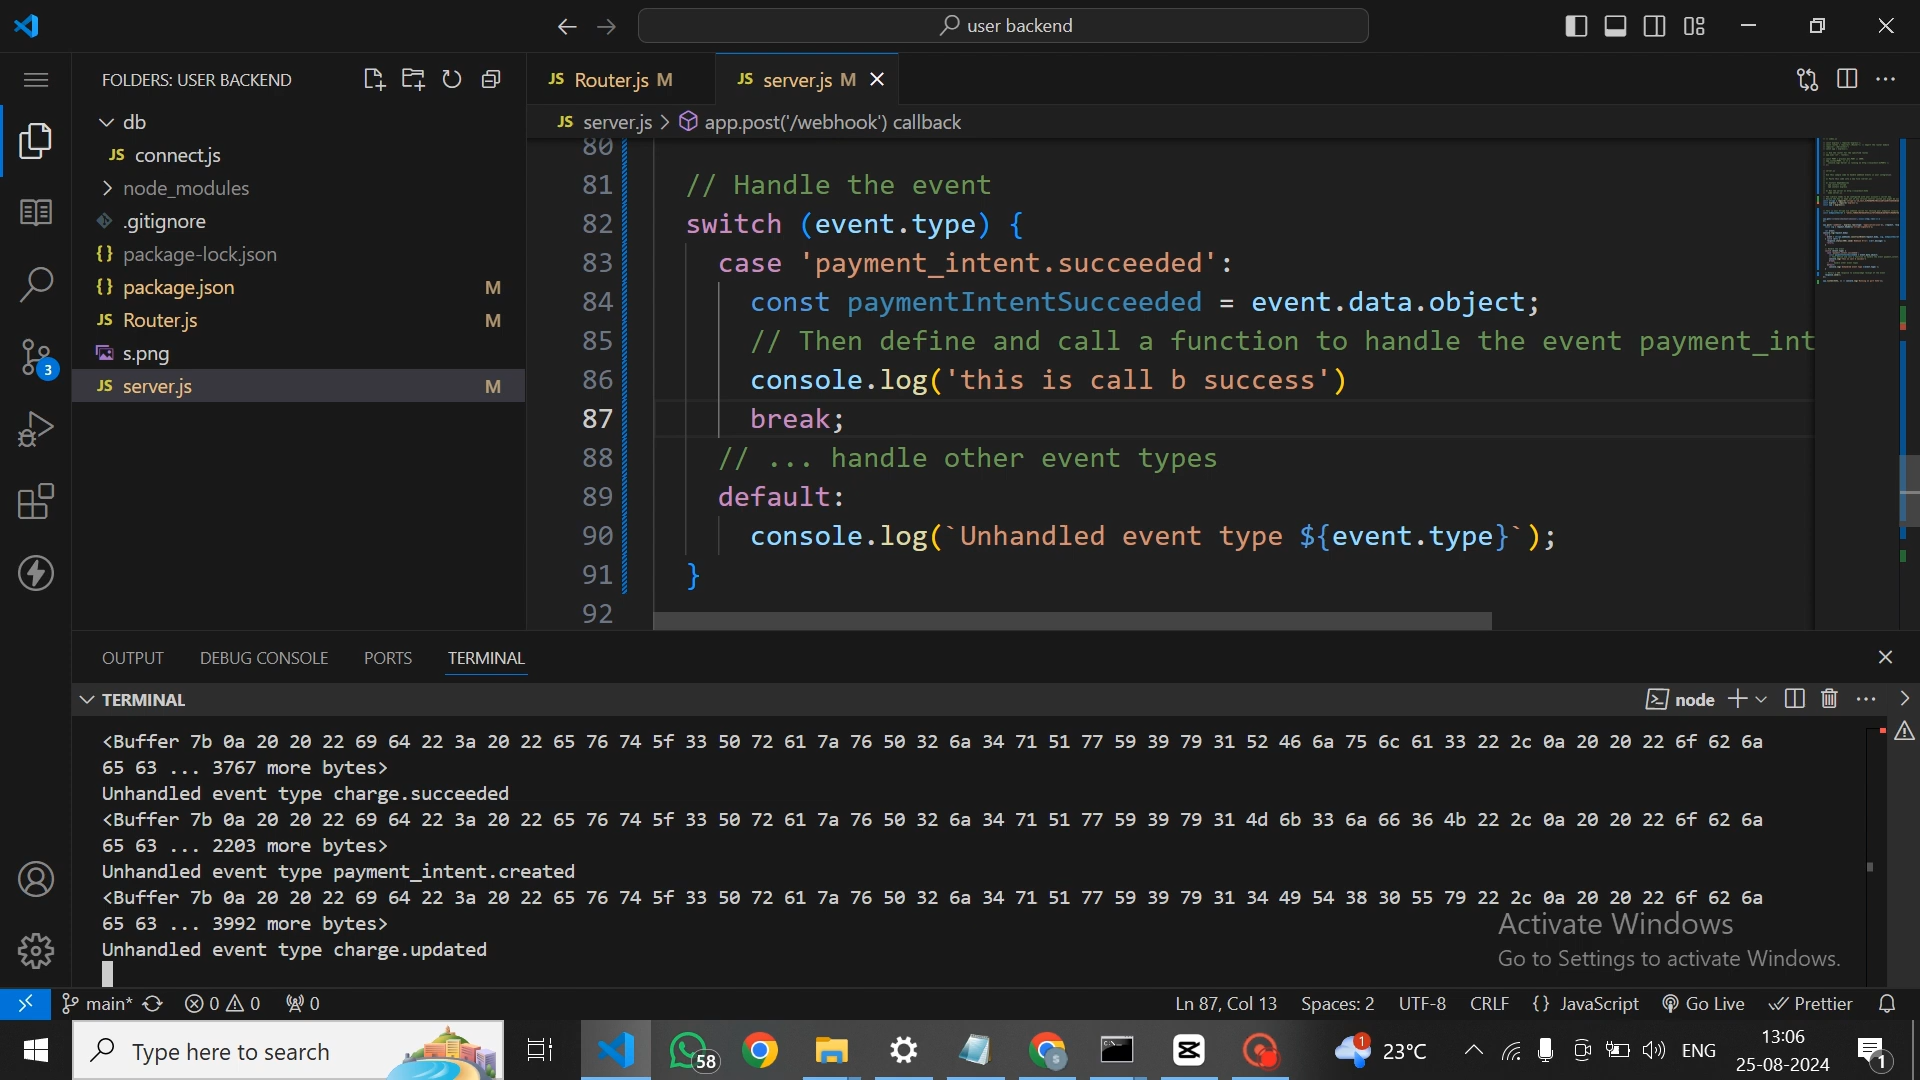 user backend
FOLDERS: USER BACKEND
db
JS connect.js
node_modules
.gitignore
{} package-lock.json
{} package.json M
JS Router.js M
s.png
JS server.js M
3
JS Router.js M
JS server.js M
JS server.js > app.post('/webhook') callback
80
81 // Handle the event
82 switch (event.type) {
83 case 'payment_intent.succeeded':
84 const paymentIntentSucceeded = event.data.object;
85 // Then define and call a function to handle the event payment_int
86 console.log('this is call b success')
87 break;
88 // ... handle other event types
89 default:
90 console.log(`Unhandled event type ${event.type}`);
91 }
92
OUTPUT DEBUG CONSOLE PORTS TERMINAL
TERMINAL
node
<Buffer 7b 0a 20 20 22 69 64 22 3a 20 22 65 76 74 5f 33 50 72 61 7a 76 50 32 6a 34 71 51 77 59 39 79 31 52 46 6a 75 6c 61 33 22 2c 0a 20 20 22 6f 62 6a
65 63 ... 3767 more bytes>
Unhandled event type charge.succeeded
<Buffer 7b 0a 20 20 22 69 64 22 3a 20 22 65 76 74 5f 33 50 72 61 7a 76 50 32 6a 34 71 51 77 59 39 79 31 4d 6b 33 6a 66 36 4b 22 2c 0a 20 20 22 6f 62 6a
65 63 ... 2203 more bytes>
Unhandled event type payment_intent.created
<Buffer 7b 0a 20 20 22 69 64 22 3a 20 22 65 76 74 5f 33 50 72 61 7a 76 50 32 6a 34 71 51 77 59 39 79 31 34 49 54 38 30 55 79 22 2c 0a 20 20 22 6f 62 6a
65 63 ... 3992 more bytes>
Unhandled event type charge.updated
Activate Windows
Go to Settings to activate Windows.
main* 0 0 0
Ln 87, Col 13 Spaces: 2 UTF-8 CRLF {} JavaScript Go Live Prettier
Type here to search
58
S
1
23°C
ENG
13:06
25-08-2024
1